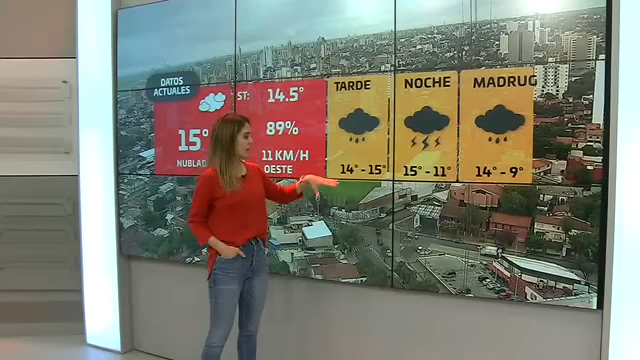 DATOS
ACTUALES
ST: 14.5°
15°
89%
NUBLAD
11 KM/H
OESTE
TARDE
14° - 15°
NOCHE
15° - 11°
MADRUG
14° - 9°